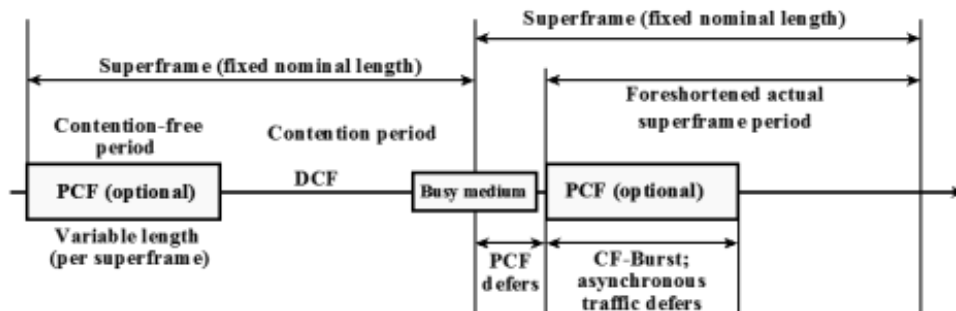 Superframe (fixed nominal length)
Superframe (fixed nominal length)
Foreshortened actual
superframe period
Contention-free
period
Contention period
PCF (optional)
DCF
Busy medium
PCF (optional)
Variable length
(per superframe)
PCF
defers
CF-Burst;
asynchronous
traffic defers